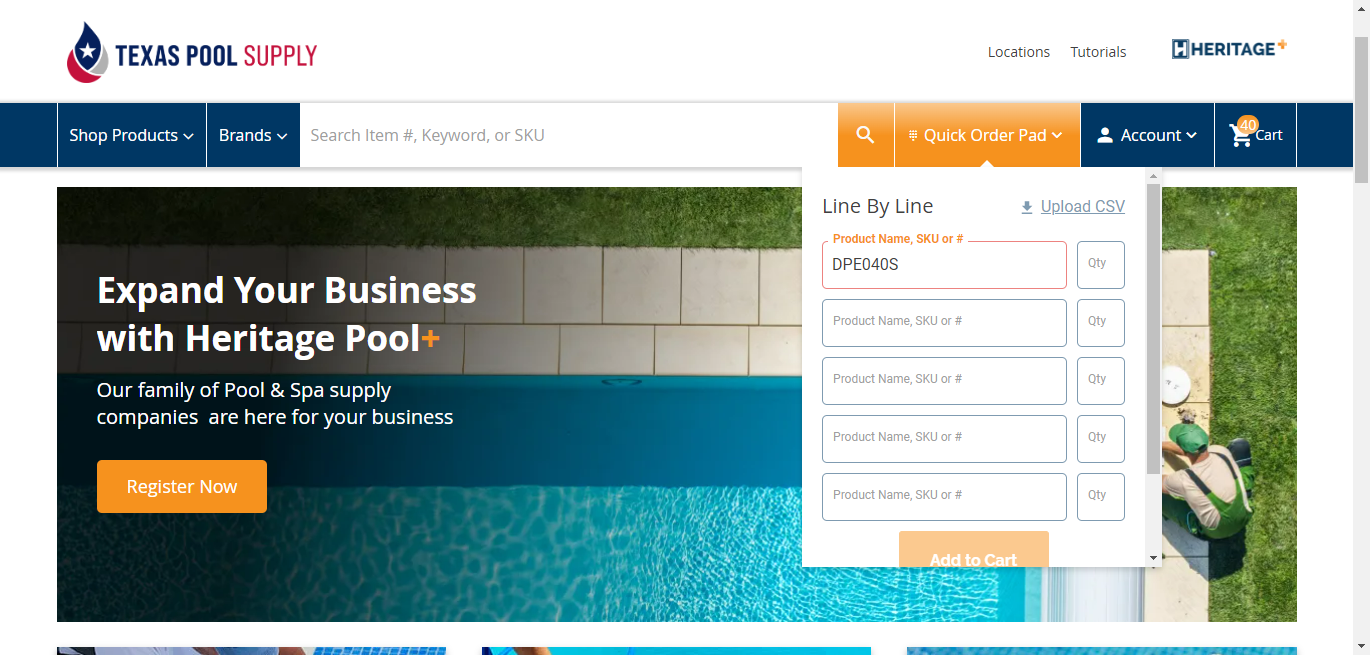 TEXAS POOL SUPPLY
Locations
Tutorials
HERITAGE+
Shop Products
Brands
Search Item #, Keyword, or SKU
Quick Order Pad
Account
40
Cart
Expand Your Business
with Heritage Pool+
Our family of Pool & Spa supply
companies are here for your business
Register Now
Line By Line
Upload CSV
Product Name, SKU or #
DPE040S
Qty
Product Name, SKU or #
Qty
Product Name, SKU or #
Qty
Product Name, SKU or #
Qty
Product Name, SKU or #
Qty
Add to Cart